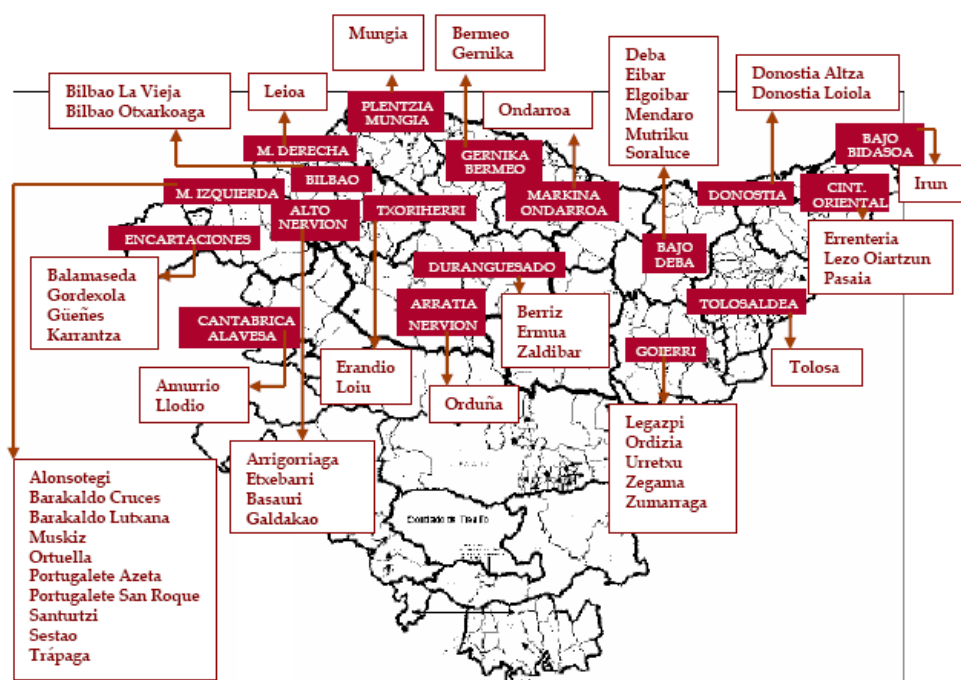 Mungia
Bermeo
Gernika
Deba
Eibar
Elgoibar
Mendaro
Mutriku
Soraluce
Donostia Altza
Donostia Loiola
Bilbao La Vieja
Bilbao Otxarkoaga
Leioa
Ondarroa
PLENTZIA
MUNGIA
M. DERECHA
GERNIKA
BERMEO
BAJO
BIDASOA
BILBAO
M. IZQUIERDA
ALTO
NERVION
TXORIHERRI
MARKINA
ONDARROA
DONOSTIA
CINT.
ORIENTAL
Irun
ENCARTACIONES
BAJO
DEBA
DURANGUESADO
Errenteria
Lezo Oiartzun
Pasaia
Balamaseda
Gordexola
Güeñes
Karrantza
CANTABRICA
ALAVESA
ARRATIA
NERVION
TOLOSALDEA
Berriz
Ermua
Zaldibar
GOIERRI
Erandio
Loiu
Tolosa
Amurrio
Llodio
Orduña
Legazpi
Ordizia
Urretxu
Zegama
Zumarraga
Arrigorriaga
Etxebarri
Basauri
Galdakao
Alonsotegi
Barakaldo Cruces
Barakaldo Lutxana
Muskiz
Ortuella
Portugalete Azeta
Portugalete San Roque
Santurtzi
Sestao
Trápaga